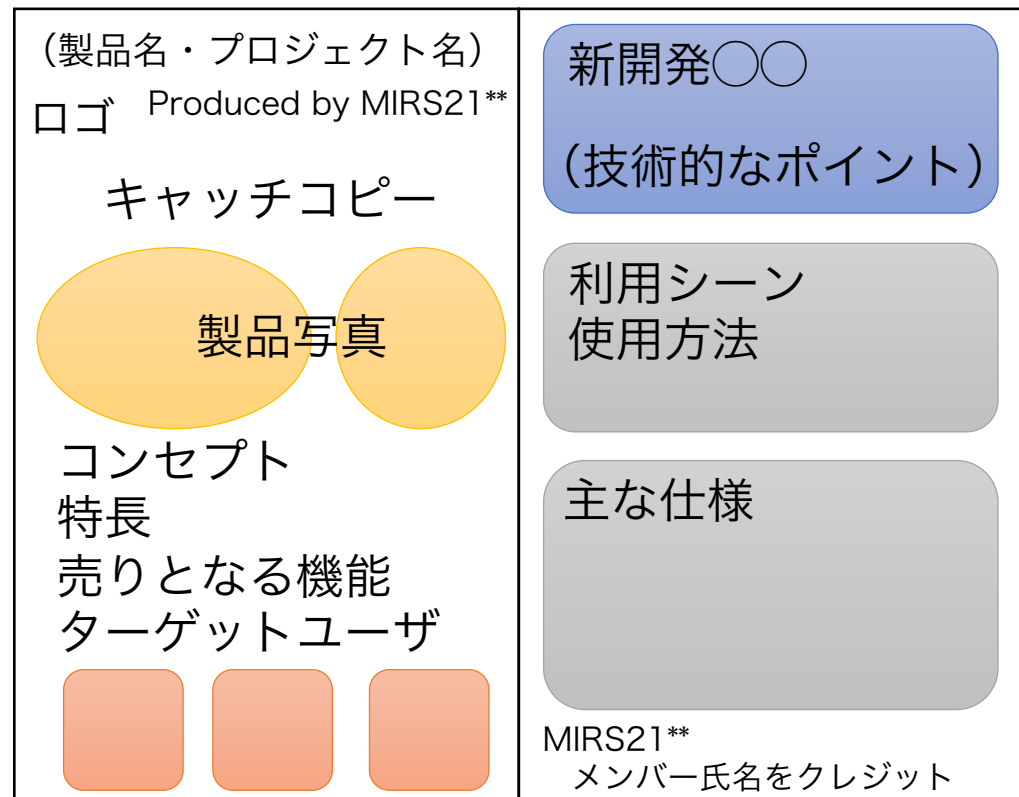 （製品名・プロジェクト名）
ロゴ Produced by MIRS21**
キャッチコピー
製品写真
コンセプト
特長
売りとなる機能
ターゲットユーザ
新開発◯◯
（技術的なポイント）
利用シーン
使用方法
主な仕様
MIRS21**
メンバー氏名をクレジット